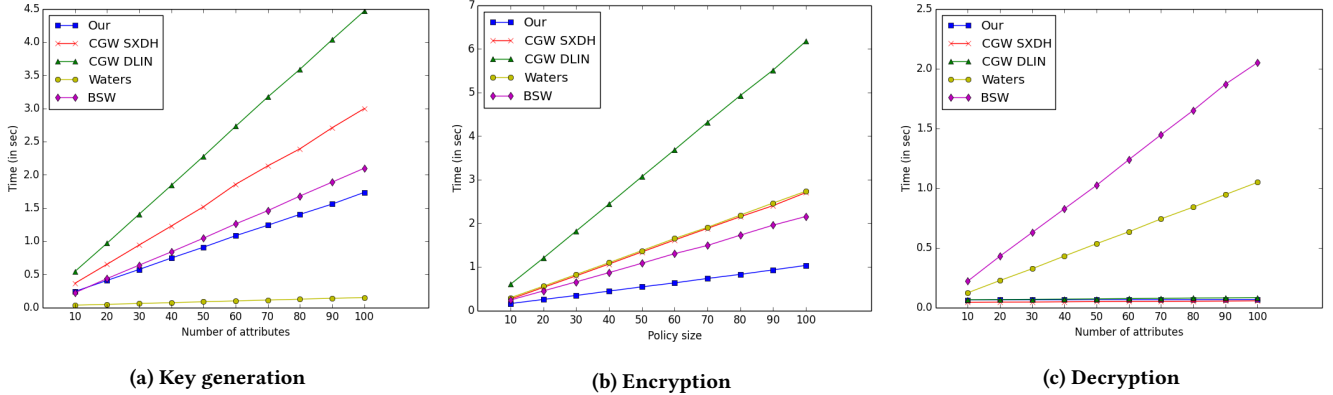 4.5
4.0
3.5
3.0
2.5
2.0
1.5
1.0
0.5
0.0
Time (in sec)
Our
CGW SXDH
CGW DLIN
Waters
BSW
10 20 30 40 50 60 70 80 90 100
Number of attributes
(a) Key generation
7
6
5
4
3
2
1
0
Time (in sec)
Our
CGW SXDH
CGW DLIN
Waters
BSW
10 20 30 40 50 60 70 80 90 100
Policy size
(b) Encryption
2.5
2.0
1.5
1.0
0.5
0.0
Time (in sec)
Our
CGW SXDH
CGW DLIN
Waters
BSW
10 20 30 40 50 60 70 80 90 100
Number of attributes
(c) Decryption